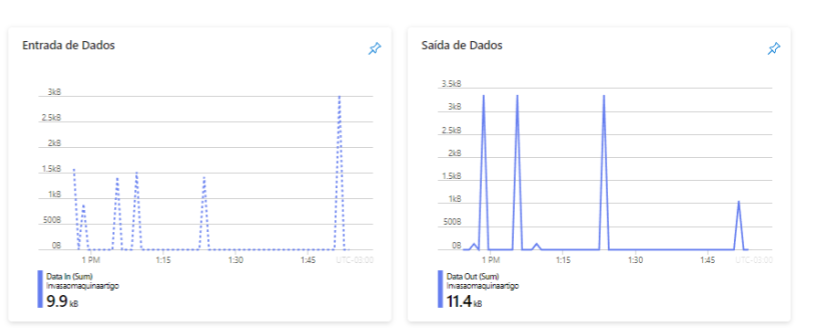 Entrada de Dados
3kB
2.5kB
2kB
1.5kB
1kB
500B
0B
1 PM
1:15
1:30
1:45
UTC-03:00
Data In (Sum)
Invasaomaquinaartigo
9.9 kB
Saída de Dados
3.5kB
3kB
2.5kB
2kB
1.5kB
1kB
500B
0B
1 PM
1:15
1:30
1:45
UTC-03:00
Data Out (Sum)
Invasaomaquinaartigo
11.4 kB